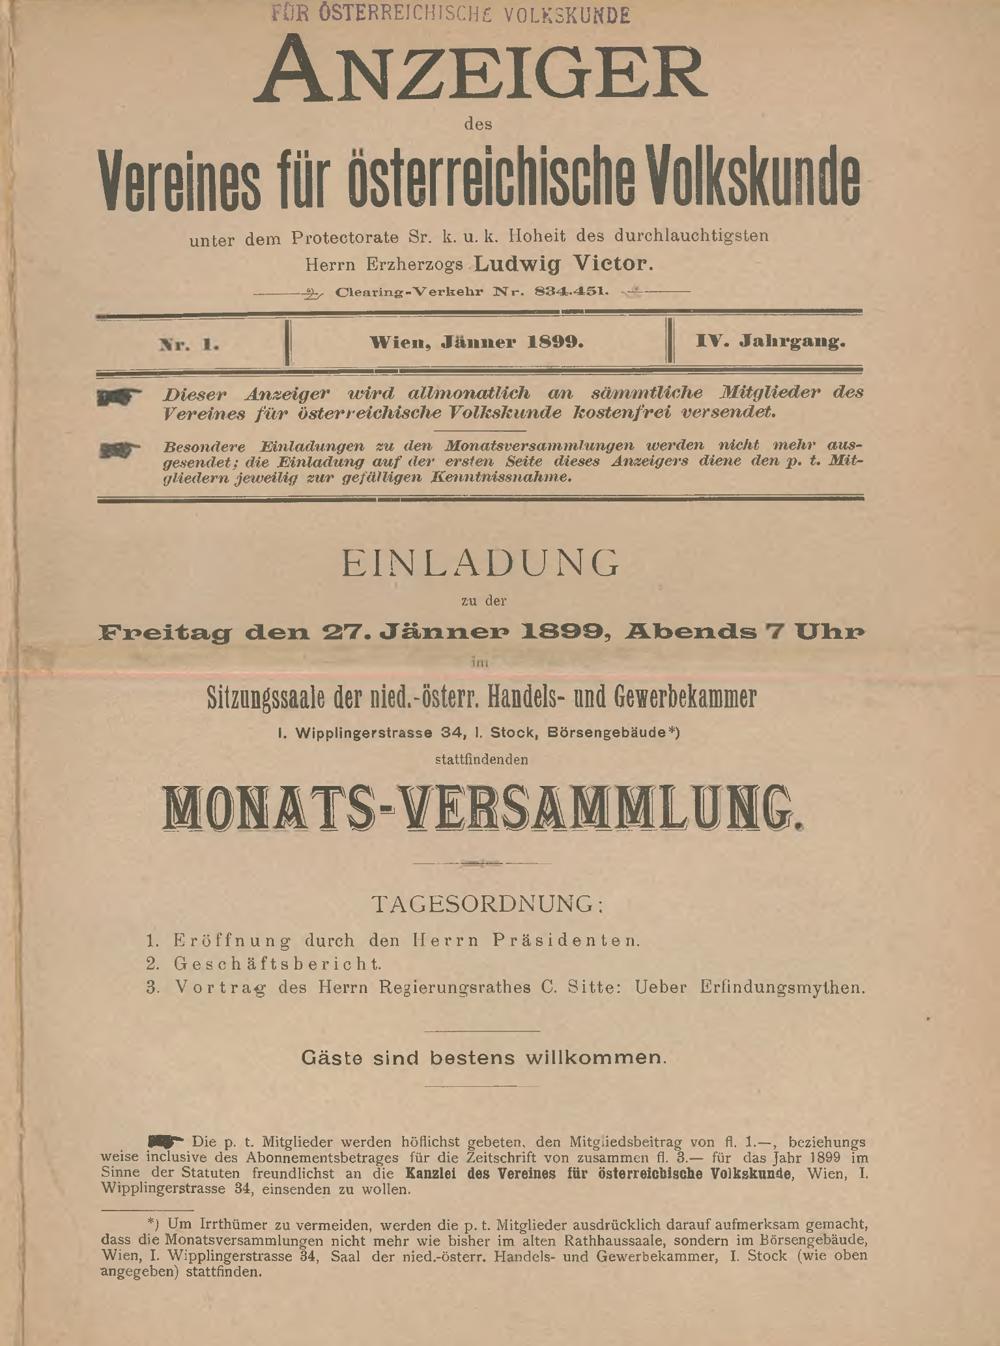 FÜR ÖSTERREICHISCHE VOLKSKUNDE
ANZEIGER
des
Vereines für österreichische Volkskunde
unter dem Protectorate Sr. k. u. k. Hoheit des durchlauchtigsten
Herrn Erzherzogs Ludwig Victor.
Clearing-Verkehr Nr. 834.451.
Nr. 1. Wien, Jänner 1899. IV. Jahrgang.
Dieser Anzeiger wird allmonatlich an sämmtliche Mitglieder des
Vereines für österreichische Volkskunde kostenfrei versendet.
Besondere Einladungen zu den Monatsversammlungen werden nicht mehr aus-
gesendet; die Einladung auf der ersten Seite dieses Anzeigers diene den p. t. Mit-
gliedern jeweilig zur gefälligen Kenntnissnahme.
EINLADUNG
zu der
Freitag den 27. Jänner 1899, Abends 7 Uhr
im
Sitzungssaale der nied.-österr. Handels- und Gewerbekammer
I. Wipplingerstrasse 34, I. Stock, Börsengebäude*)
stattfindenden
MONATS-VERSAMMLUNG.
TAGESORDNUNG:
1. Eröffnung durch den Herrn Präsidenten.
2. Geschäftsbericht.
3. Vortrag des Herrn Regierungsrathes C. Sitte: Ueber Erfindungsmythen.
Gäste sind bestens willkommen.
Die p. t. Mitglieder werden höflichst gebeten, den Mitgliedsbeitrag von fl. 1.—, beziehungs
weise inclusive des Abonnementsbetrages für die Zeitschrift von zusammen fl. 3.— für das Jahr 1899 im
Sinne der Statuten freundlichst an die Kanzlei des Vereines für österreichische Volkskunde, Wien, I.
Wipplingerstrasse 34, einsenden zu wollen.
*) Um Irrthümer zu vermeiden, werden die p. t. Mitglieder ausdrücklich darauf aufmerksam gemacht,
dass die Monatsversammlungen nicht mehr wie bisher im alten Rathhaussaale, sondern im Börsengebäude,
Wien, I. Wipplingerstrasse 34, Saal der nied.-österr. Handels- und Gewerbekammer, I. Stock (wie oben
angegeben) stattfinden.